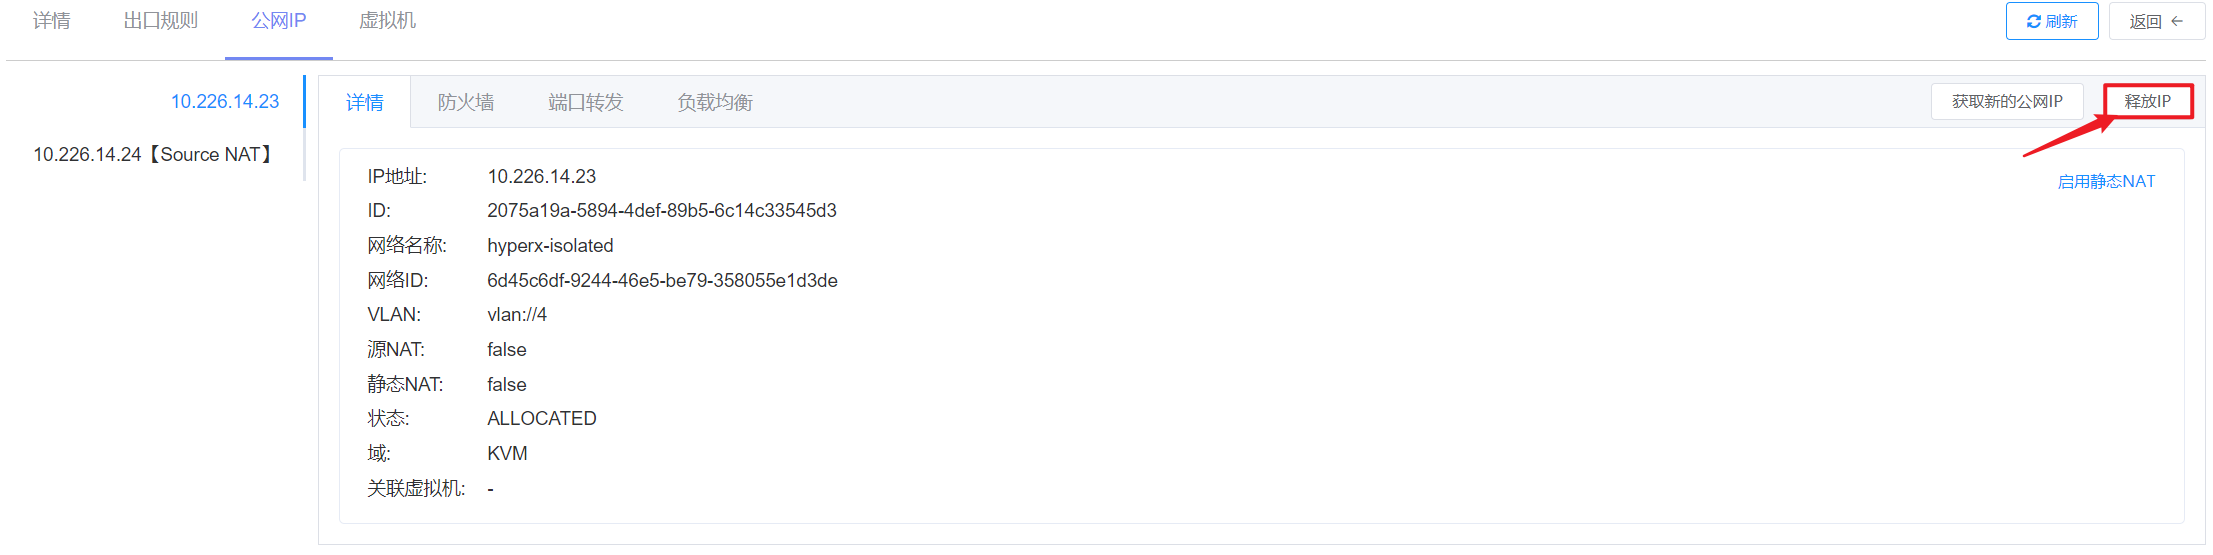 详情 出口规则 公网IP 虚拟机 刷新 返回 ←
10.226.14.23
10.226.14.24【Source NAT】
详情 防火墙 端口转发 负载均衡 获取新的公网IP 释放IP
启用静态NAT
IP地址: 10.226.14.23
ID: 2075a19a-5894-4def-89b5-6c14c33545d3
网络名称: hyperx-isolated
网络ID: 6d45c6df-9244-46e5-be79-358055e1d3de
VLAN: vlan://4
源NAT: false
静态NAT: false
状态: ALLOCATED
域: KVM
关联虚拟机: -